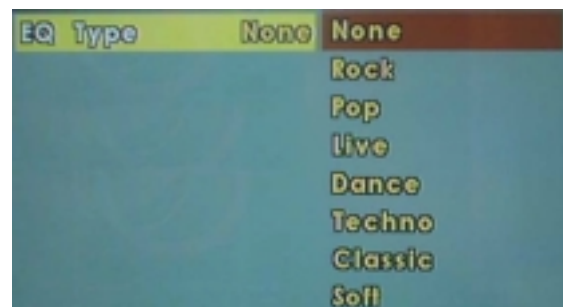 EQ Type None None
Rock
Pop
Live
Dance
Techno
Classic
Soft